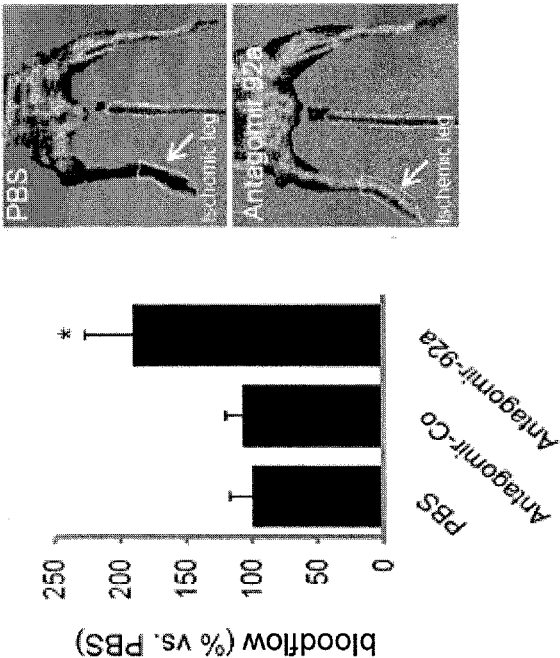 PBS
Ischemic leg
Antagomir 92a
Ischemic leg
*
250
200
150
100
50
0
bloodflow (% vs. PBS)
PBS
Antagomir-Co
Antagomir-92a